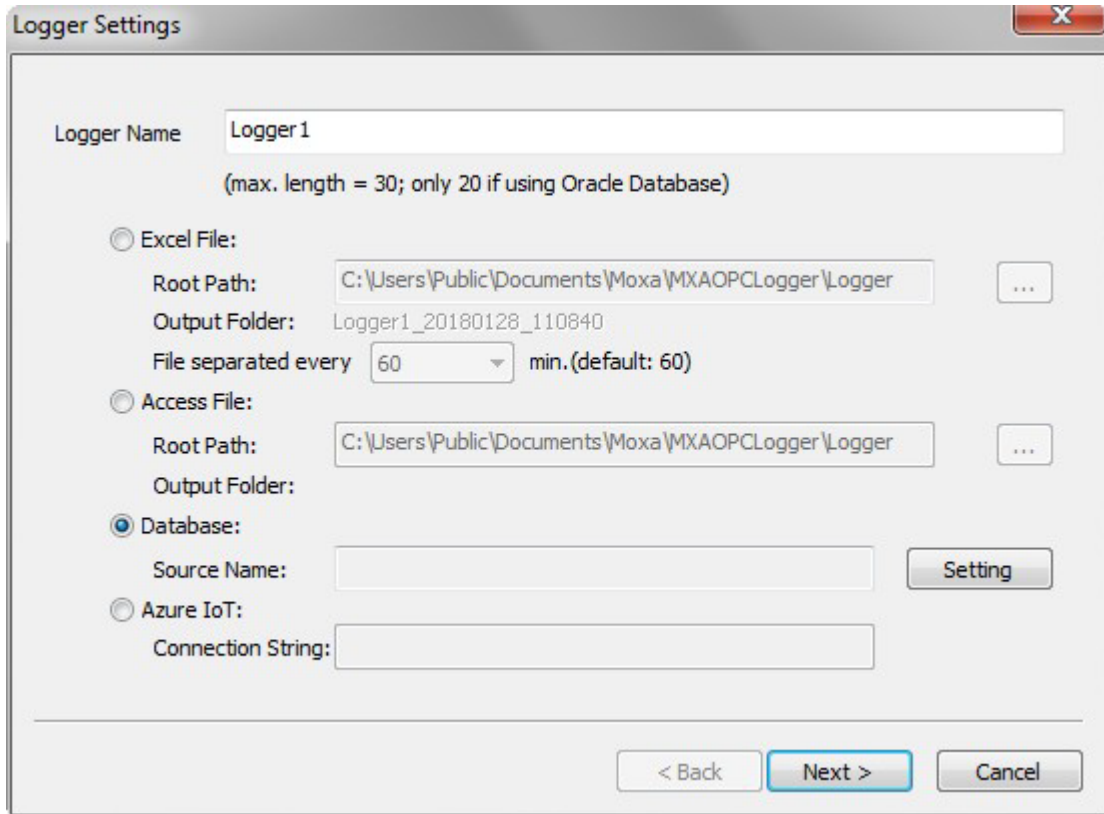 Logger Settings
x
Logger Name Logger1
(max. length = 30; only 20 if using Oracle Database)
Excel File:
Root Path: C:\Users\Public\Documents\Moxa\MXAOPCLogger\Logger ...
Output Folder: Logger1_20180128_110840
File separated every 60 min.(default: 60)
Access File:
Root Path: C:\Users\Public\Documents\Moxa\MXAOPCLogger\Logger ...
Output Folder:
Database:
Source Name: Setting
Azure IoT:
Connection String:
< Back Next > Cancel